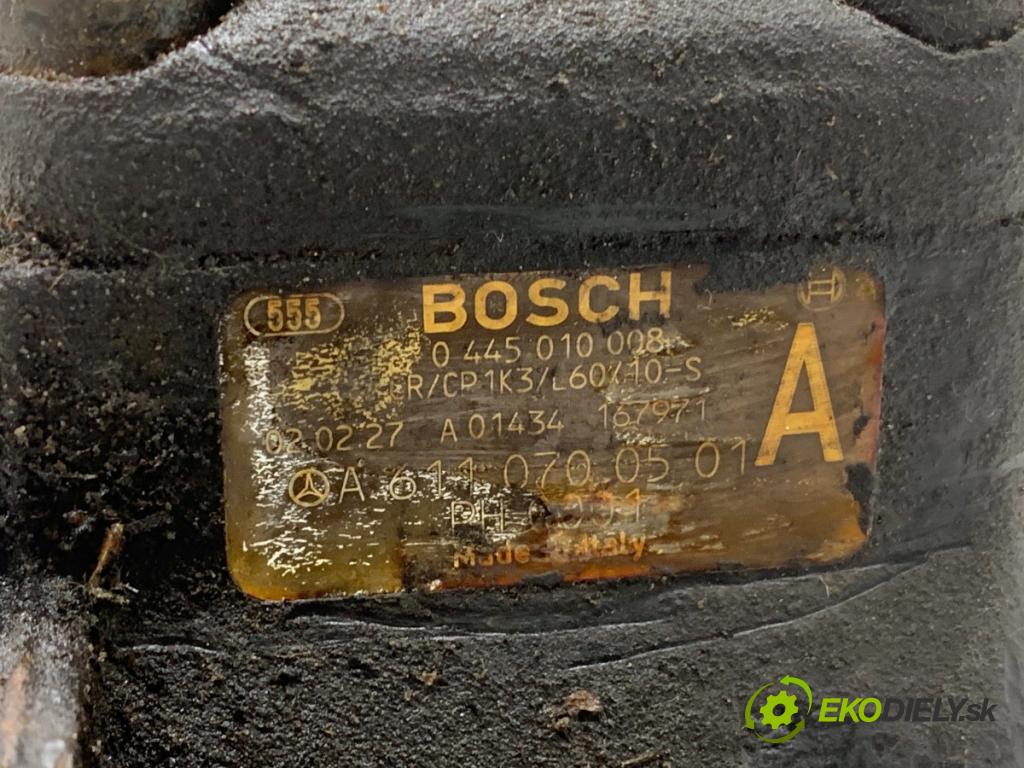 555
BOSCH
0 445 010 008
R/CP1K3/L60/10-S
02 02 27 A 01434 167971
A
A 611 070 05 01
Made Italy
EKODIELY.sk